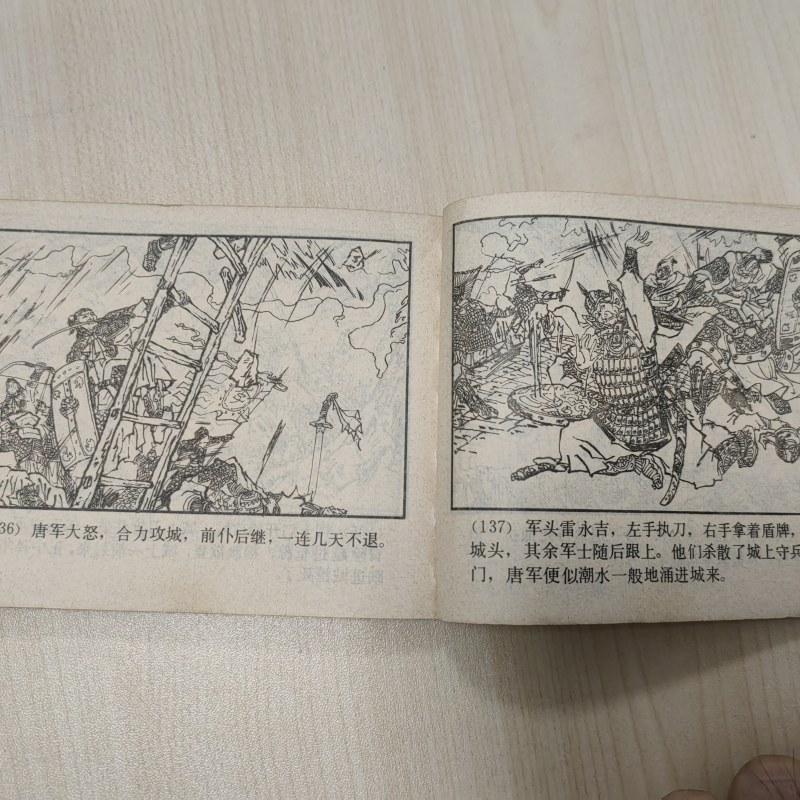 36) 唐军大怒，合力攻城，前仆后继，一连几天不退。
(137) 军头雷永吉，左手执刀，右手拿着盾牌，
城头，其余军士随后跟上。他们杀散了城上守兵
门，唐军便似潮水一般地涌进城来。